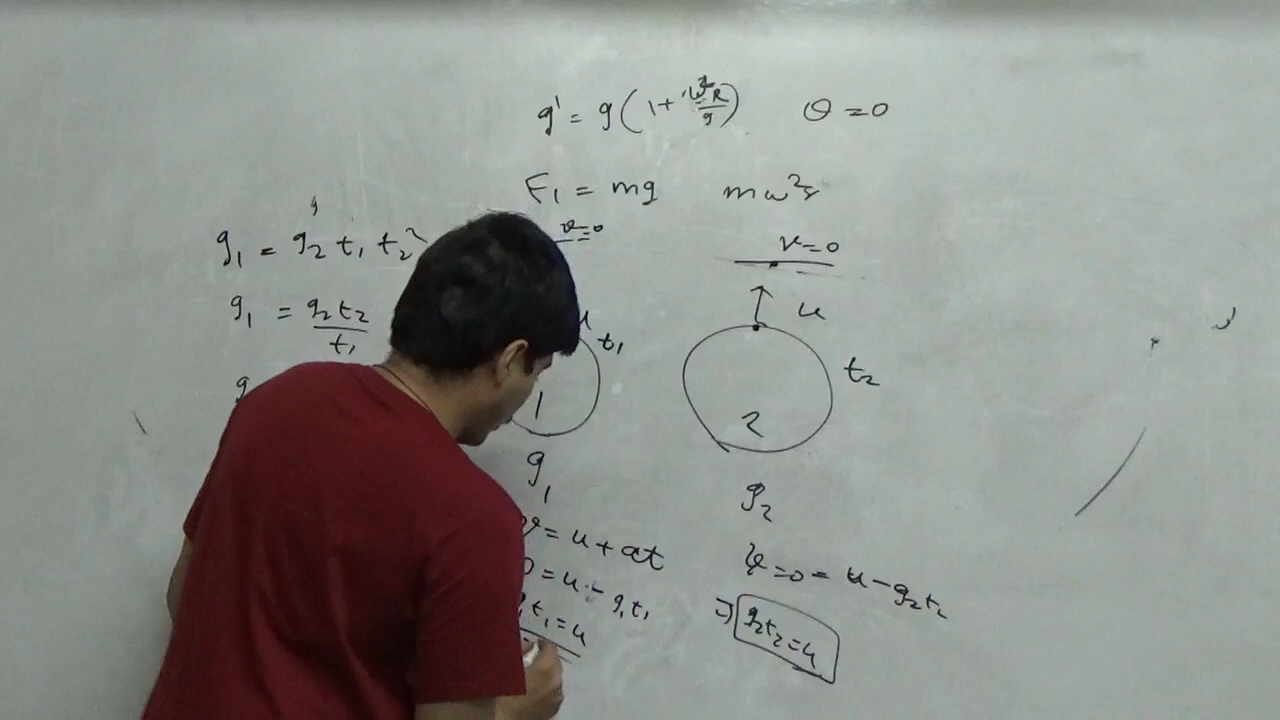 g' = g(1+ω²R/g) θ=0
F₁ = mg mω²r
g₁ = g₂ t₁ t₂²
v=0
v=0
g₁ = g₂t₂/t₁
u
t₁
t₂
g
1
2
g₁
g₂
v=u+at
v=0=u-g₂t₂
0=u-g₁t₁
t₁=u
⇒ g₂t₂=u